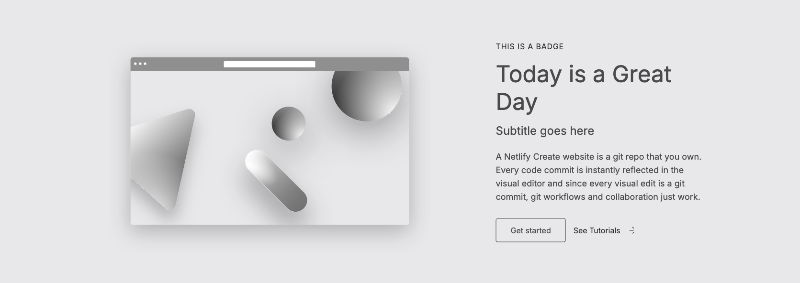 THIS IS A BADGE
Today is a Great
Day
Subtitle goes here
A Netlify Create website is a git repo that you own.
Every code commit is instantly reflected in the
visual editor and since every visual edit is a git
commit, git workflows and collaboration just work.
Get started
See Tutorials